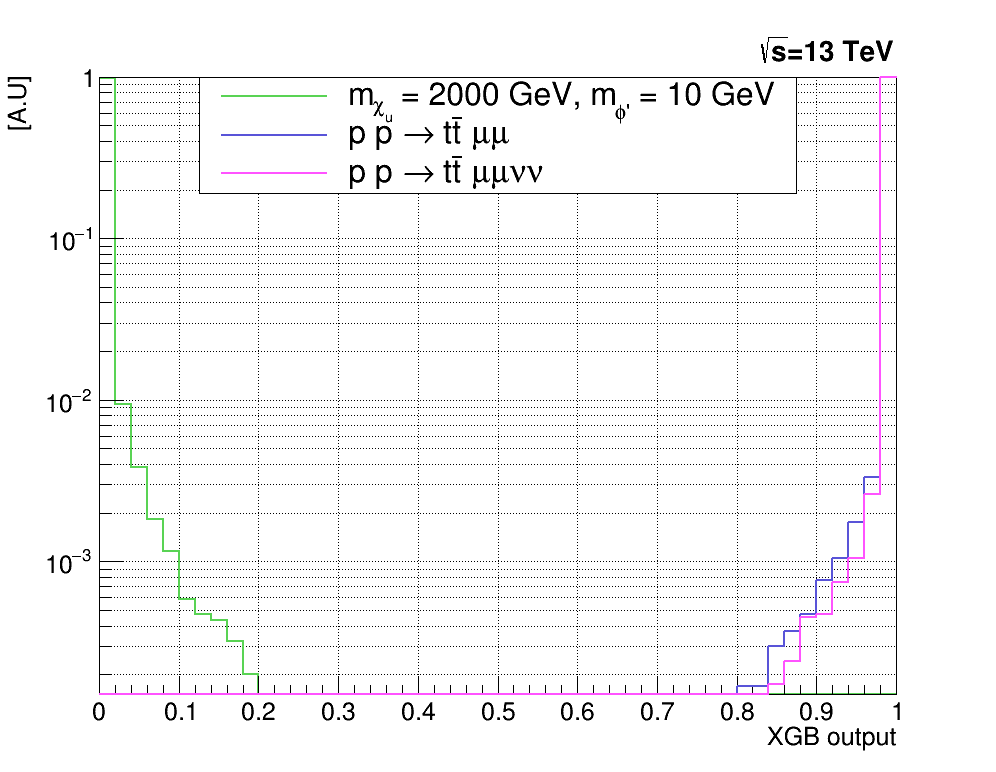 √s=13 TeV
[A.U]
m_χ_u = 2000 GeV, m_ϕ' = 10 GeV
p p → tt̄ μμ
p p → tt̄ μμνν
1
10⁻¹
10⁻²
10⁻³
0 0.1 0.2 0.3 0.4 0.5 0.6 0.7 0.8 0.9 1
XGB output